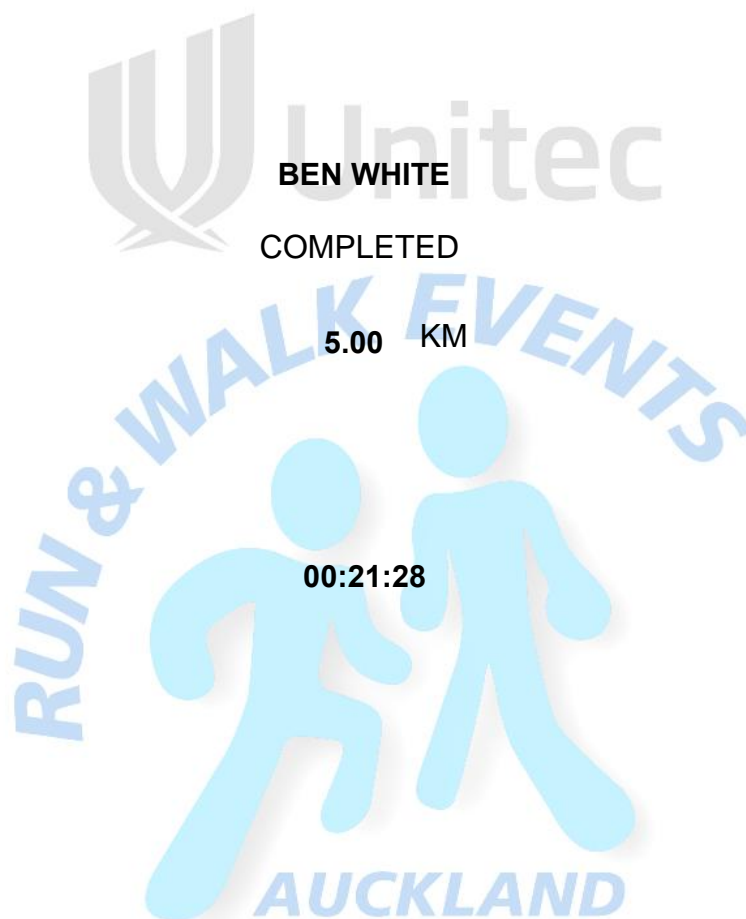 Unitec
BEN WHITE
COMPLETED
RUN & WALK EVENTS
5.00 KM
00:21:28
AUCKLAND